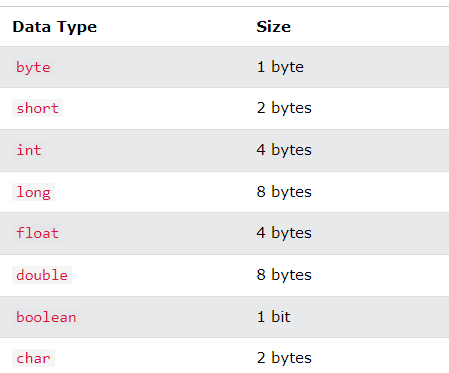 Data Type Size
byte 1 byte
short 2 bytes
int 4 bytes
long 8 bytes
float 4 bytes
double 8 bytes
boolean 1 bit
char 2 bytes